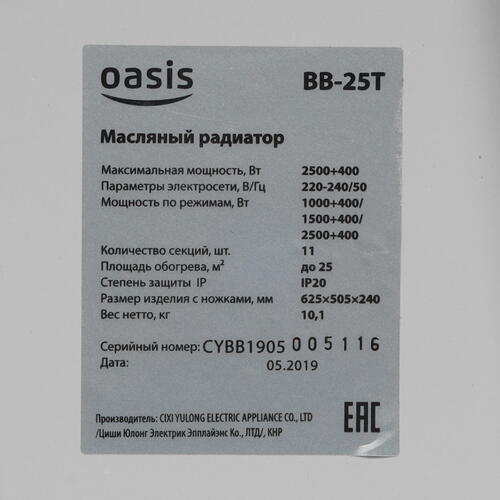 oasis BB-25T
Масляный радиатор
Максимальная мощность, Вт 2500+400
Параметры электросети, В/Гц 220-240/50
Мощность по режимам, Вт 1000+400/
1500+400/
2500+400
Количество секций, шт. 11
Площадь обогрева, м² до 25
Степень защиты IP IP20
Размер изделия с ножками, мм 625×505×240
Вес нетто, кг 10,1
Серийный номер: CYBB1905 005116
Дата: 05.2019
Производитель: CIXI YULONG ELECTRIC APPLIANCE CO., LTD
/Циши Юлонг Электрик Эпплайэнс Ко., ЛТД/, КНР
EAC